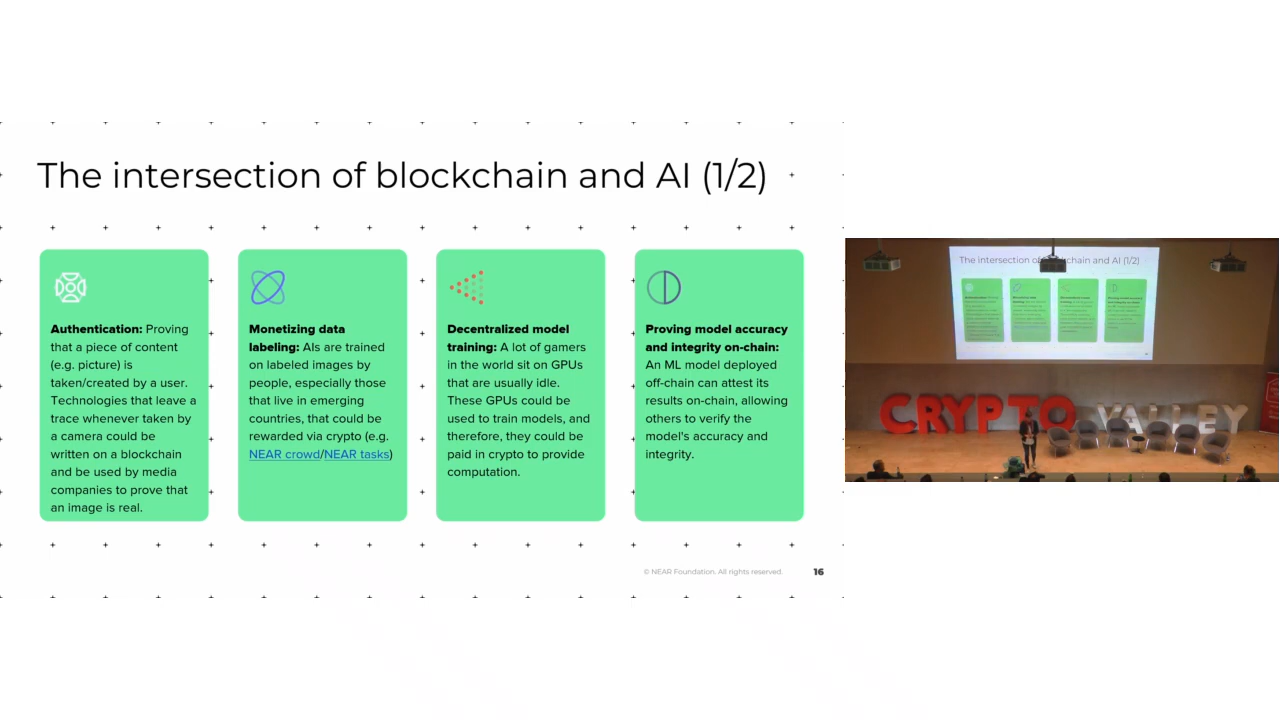 The intersection of blockchain and AI (1/2)
Authentication: Proving
that a piece of content
(e.g. picture) is
taken/created by a user.
Technologies that leave a
trace whenever taken by
a camera could be
written on a blockchain
and be used by media
companies to prove that
an image is real.
Monetizing data
labeling: AIs are trained
on labeled images by
people, especially those
that live in emerging
countries, that could be
rewarded via crypto (e.g.
NEAR crowd/NEAR tasks)
Decentralized model
training: A lot of gamers
in the world sit on GPUs
that are usually idle.
These GPUs could be
used to train models, and
therefore, they could be
paid in crypto to provide
computation.
Proving model accuracy
and integrity on-chain:
An ML model deployed
off-chain can attest its
results on-chain, allowing
others to verify the
model's accuracy and
integrity.
© NEAR Foundation. All rights reserved.
16
The intersection of blockchain and AI (1/2)
CRYPTO VALLEY